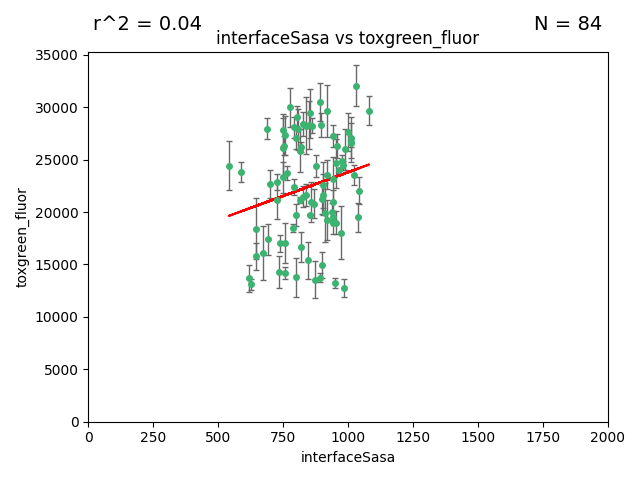 r^2 = 0.04
N = 84
interfaceSasa vs toxgreen_fluor
35000
30000
25000
20000
15000
10000
5000
0
toxgreen_fluor
0 250 500 750 1000 1250 1500 1750 2000
interfaceSasa